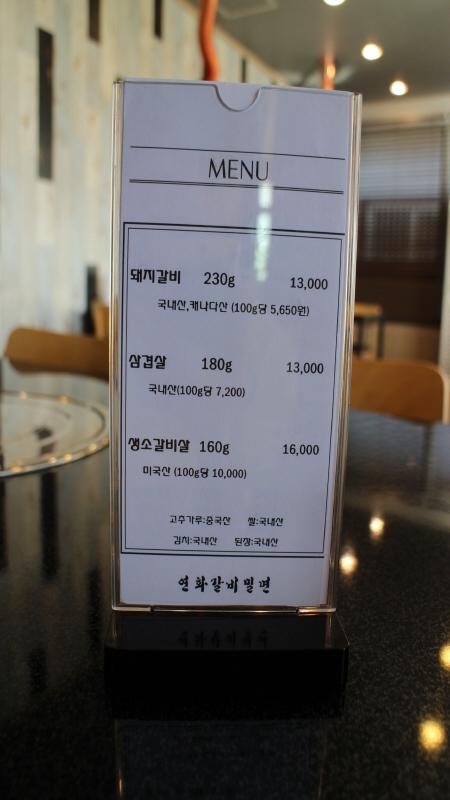 MENU
돼지갈비 230g 13,000
국내산,캐나다산 (100g당 5,650원)
삼겹살 180g 13,000
국내산(100g당 7,200)
생소갈비살 160g 16,000
미국산 (100g당 10,000)
고추가루:중국산 쌀:국내산
김치:국내산 된장:국내산
연화갈비밀면